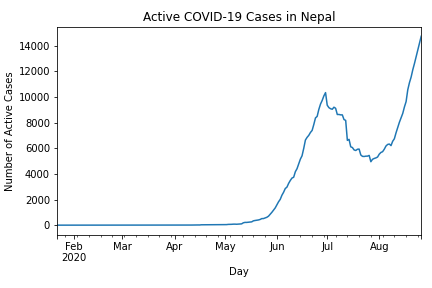 Active COVID-19 Cases in Nepal
Number of Active Cases
14000
12000
10000
8000
6000
4000
2000
0
Feb Mar Apr May Jun Jul Aug
2020
Day